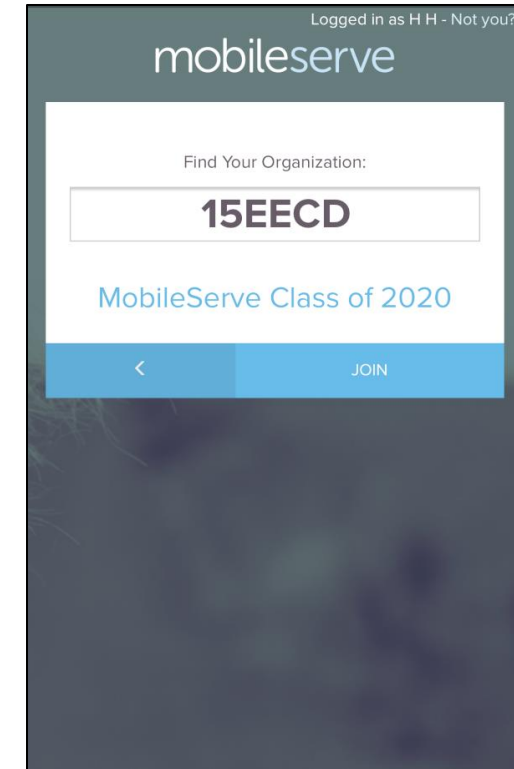 Logged in as H H - Not you?
mobileserve
Find Your Organization:
15EECD
MobileServe Class of 2020
< JOIN